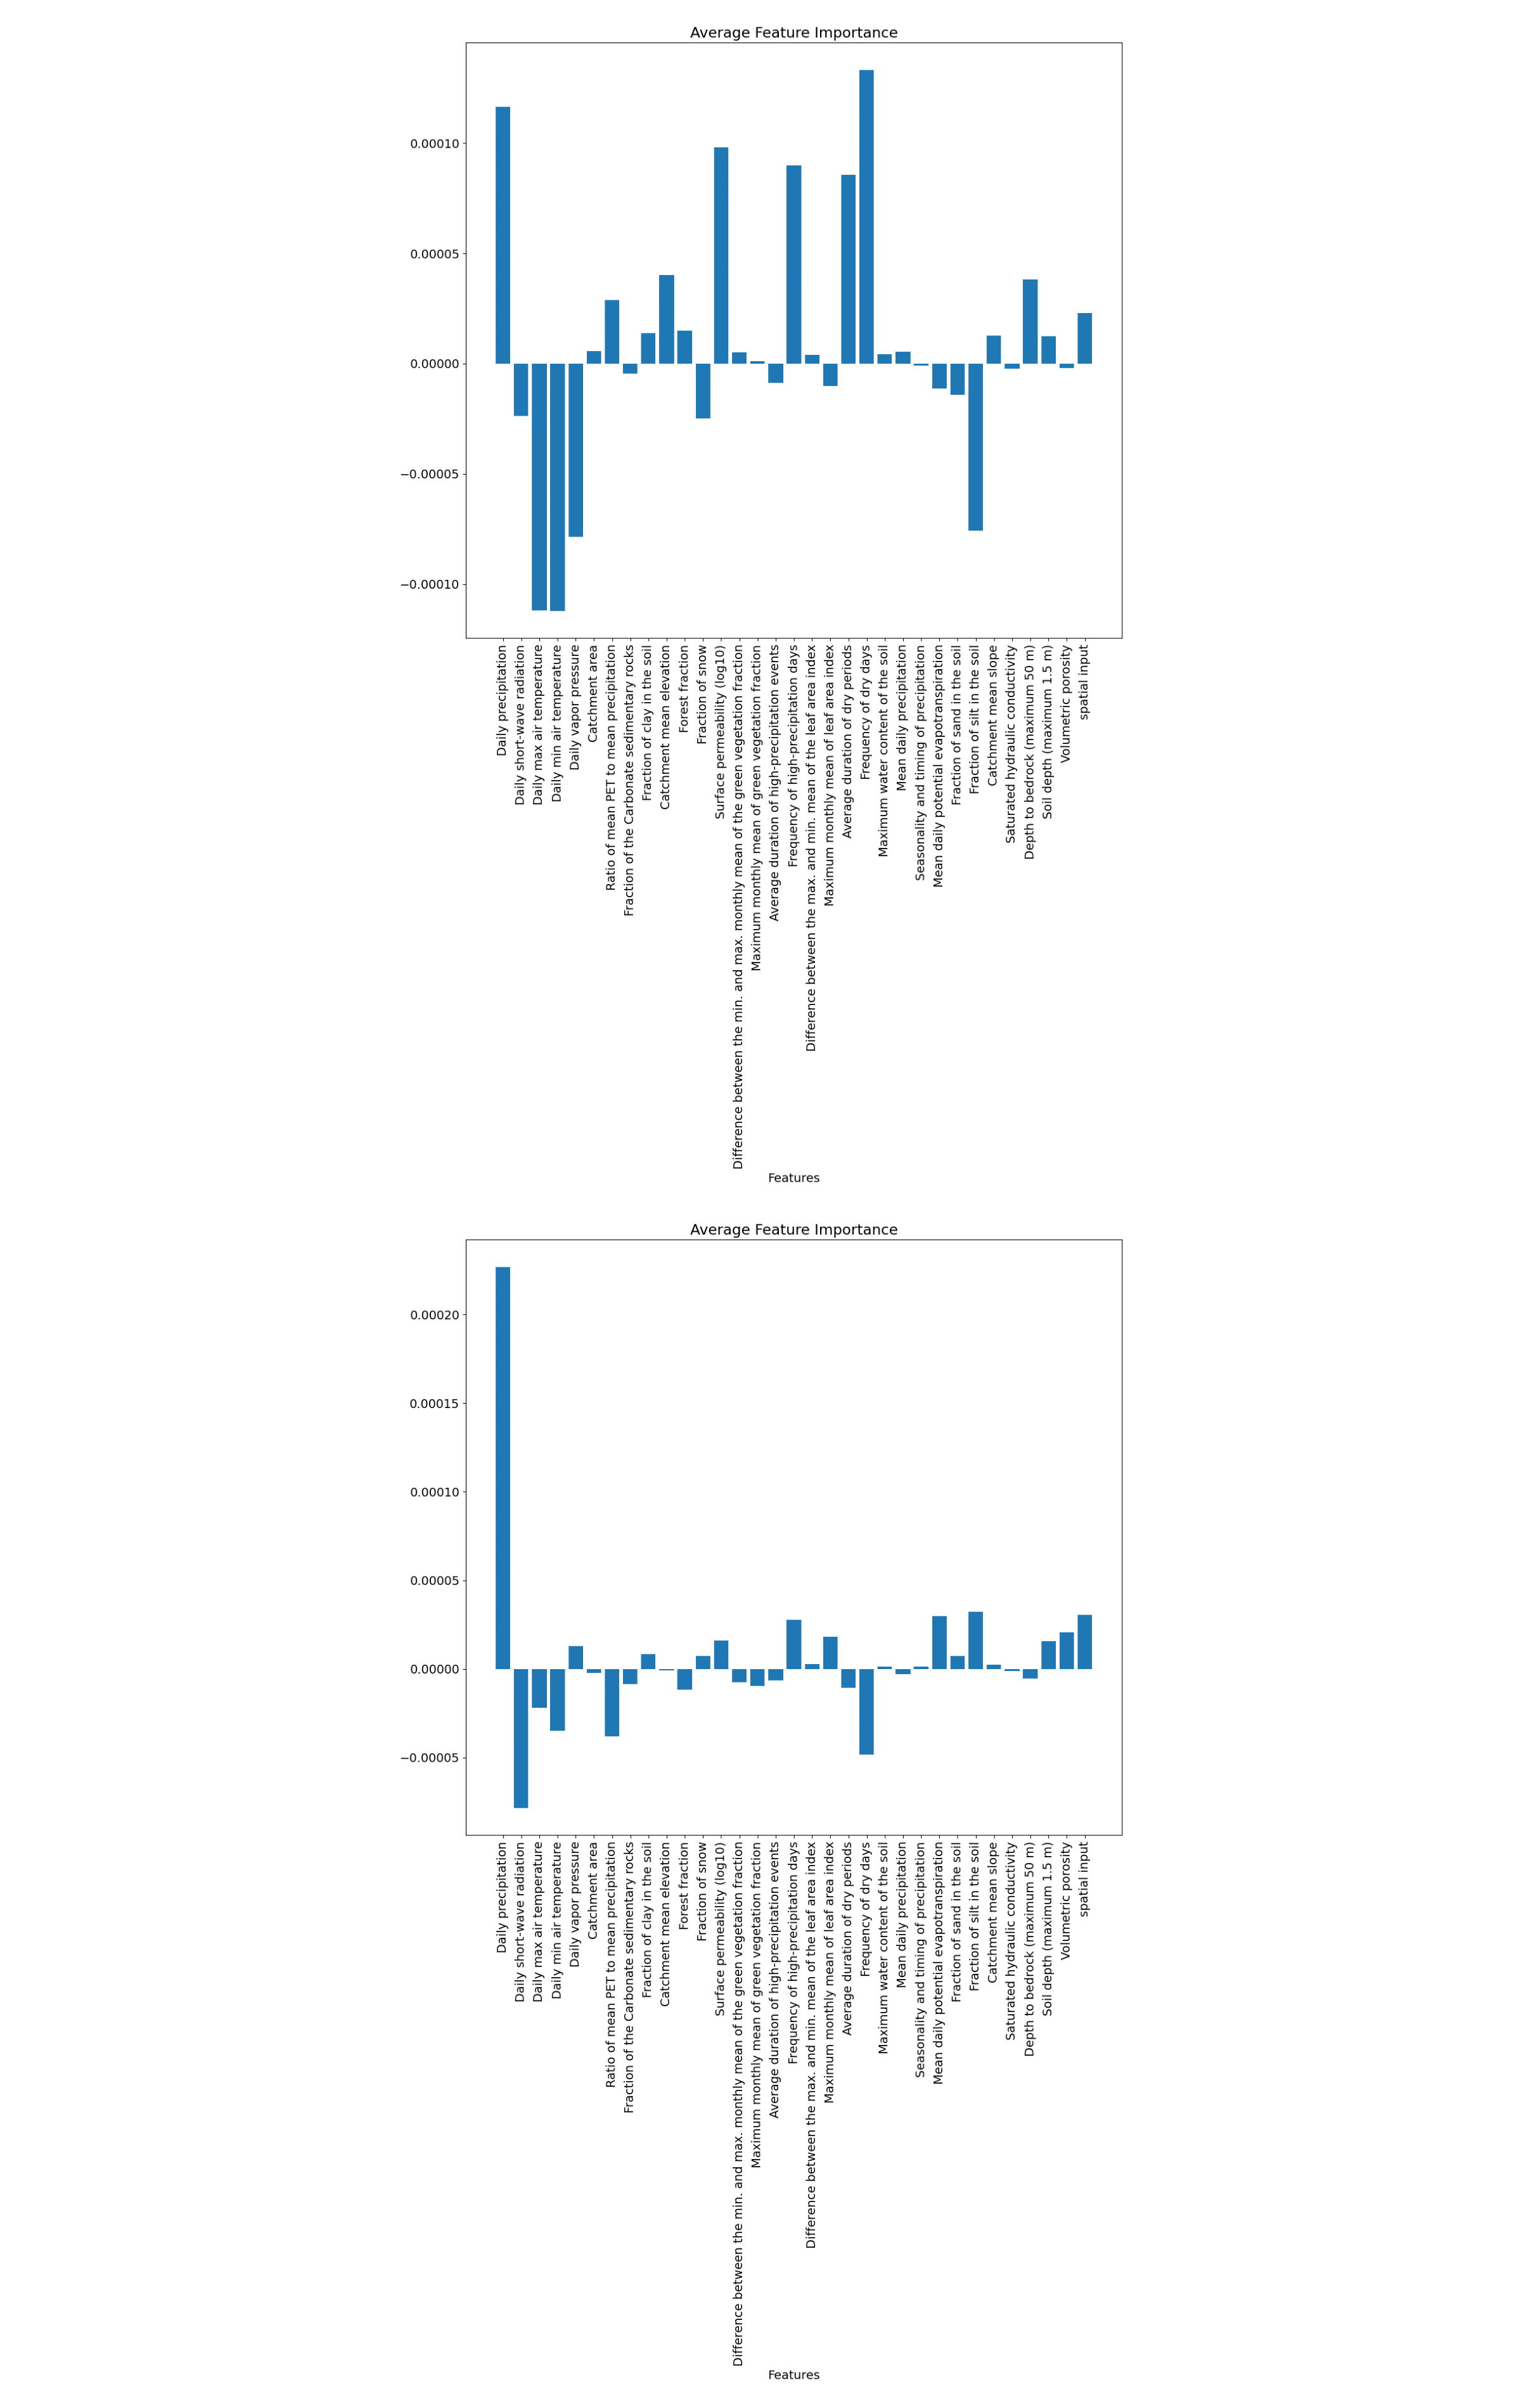 Average Feature Importance
0.00010
0.00005
0.00000
−0.00005
−0.00010
Daily precipitation
Daily short-wave radiation
Daily max air temperature
Daily min air temperature
Daily vapor pressure
Catchment area
Ratio of mean PET to mean precipitation
Fraction of the Carbonate sedimentary rocks
Fraction of clay in the soil
Catchment mean elevation
Forest fraction
Fraction of snow
Surface permeability (log10)
Difference between the min. and max. monthly mean of the green vegetation fraction
Maximum monthly mean of green vegetation fraction
Average duration of high-precipitation events
Frequency of high-precipitation days
Difference between the max. and min. mean of the leaf area index
Maximum monthly mean of leaf area index
Average duration of dry periods
Frequency of dry days
Maximum water content of the soil
Mean daily precipitation
Seasonality and timing of precipitation
Mean daily potential evapotranspiration
Fraction of sand in the soil
Fraction of silt in the soil
Catchment mean slope
Saturated hydraulic conductivity
Depth to bedrock (maximum 50 m)
Soil depth (maximum 1.5 m)
Volumetric porosity
spatial input
Features
Average Feature Importance
0.00020
0.00015
0.00010
0.00005
0.00000
−0.00005
Daily precipitation
Daily short-wave radiation
Daily max air temperature
Daily min air temperature
Daily vapor pressure
Catchment area
Ratio of mean PET to mean precipitation
Fraction of the Carbonate sedimentary rocks
Fraction of clay in the soil
Catchment mean elevation
Forest fraction
Fraction of snow
Surface permeability (log10)
Difference between the min. and max. monthly mean of the green vegetation fraction
Maximum monthly mean of green vegetation fraction
Average duration of high-precipitation events
Frequency of high-precipitation days
Difference between the max. and min. mean of the leaf area index
Maximum monthly mean of leaf area index
Average duration of dry periods
Frequency of dry days
Maximum water content of the soil
Mean daily precipitation
Seasonality and timing of precipitation
Mean daily potential evapotranspiration
Fraction of sand in the soil
Fraction of silt in the soil
Catchment mean slope
Saturated hydraulic conductivity
Depth to bedrock (maximum 50 m)
Soil depth (maximum 1.5 m)
Volumetric porosity
spatial input
Features